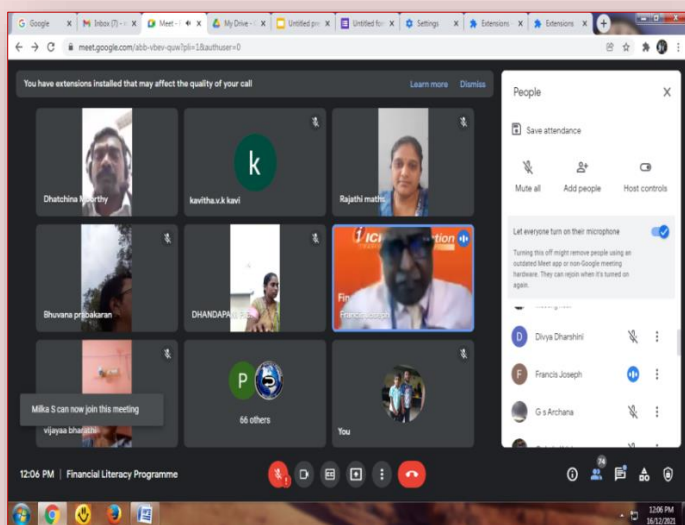 Google
Inbox (7) -
Meet -
My Drive -
Untitled pre
Untitled for
Settings
Extensions
Extensions
meet.google.com/abb-vbev-quw?pli=1&authuser=0
You have extensions installed that may affect the quality of your call
Learn more
Dismiss
Dhatchina Moorthy
k
kavitha.v.k kavi
Rajathi maths
Bhuvana prabakaran
Francis Joseph
Milka S can now join this meeting
vijayaa bharathi
P
66 others
You
People
Save attendance
Mute all
Add people
Host controls
Let everyone turn on their microphone
Turning this off might remove people using an
outdated Meet app or non-Google meeting
hardware. They can rejoin when it's turned on
again.
D
Divya Dharshini
F
Francis Joseph
G s Archana
12:06 PM | Financial Literacy Programme
74
12:06 PM
16/12/2021